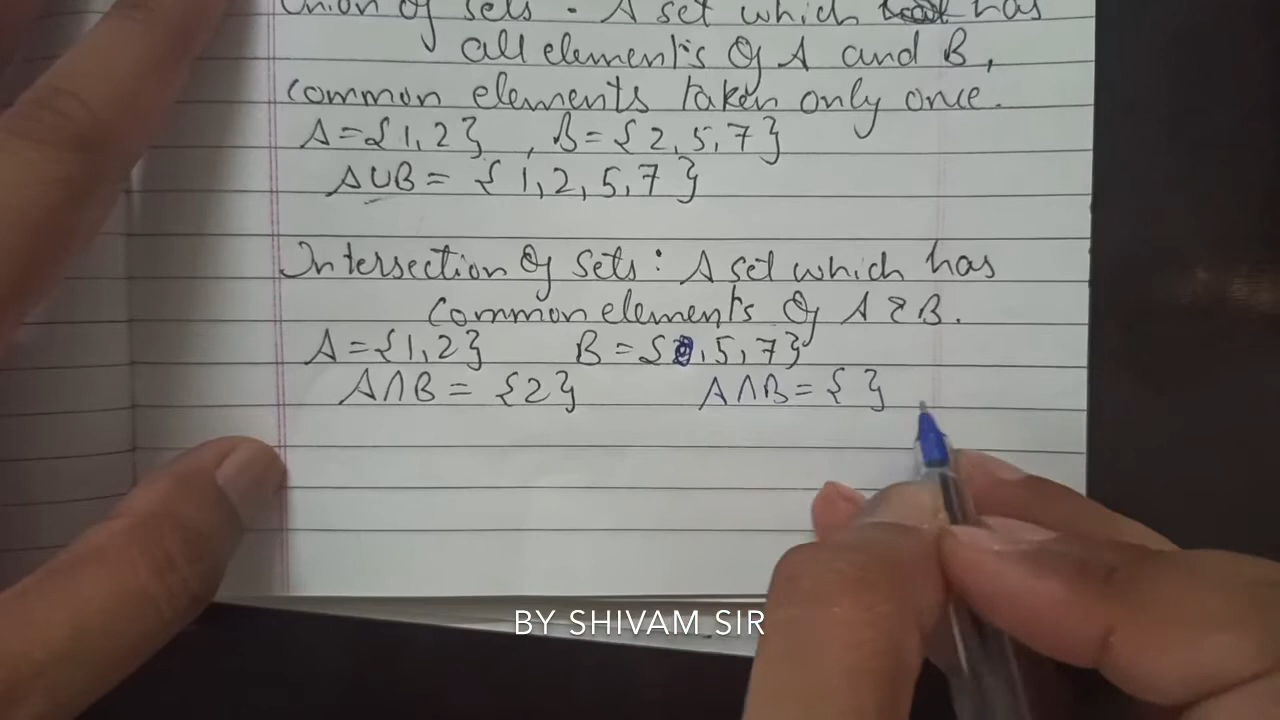 Union of sets . A set which has
all elements of A and B,
common elements taken only once.
A={1,2} , B={2,5,7}
A∪B = {1,2,5,7}
Intersection of sets: A set which has
common elements of A & B.
A={1,2} B={ ,5,7}
A∩B = {2} A∩B={ }
BY SHIVAM SIR